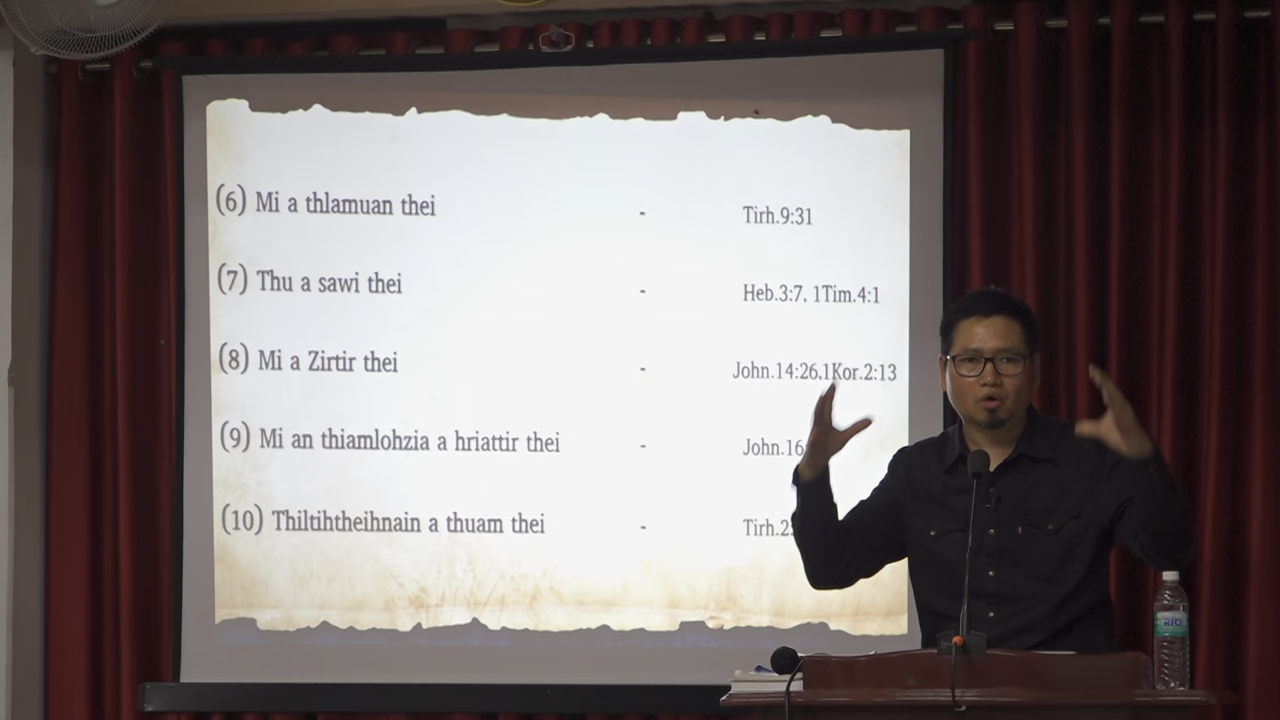 (6) Mi a thlamuan thei - Tirh.9:31
(7) Thu a sawi thei - Heb.3:7. 1Tim.4:1
(8) Mi a Zirtir thei - John.14:26,1Kor.2:13
(9) Mi an thiamlohzia a hriattir thei - John.16
(10) Thiltihtheihnain a thuam thei - Tirh.2
RIO